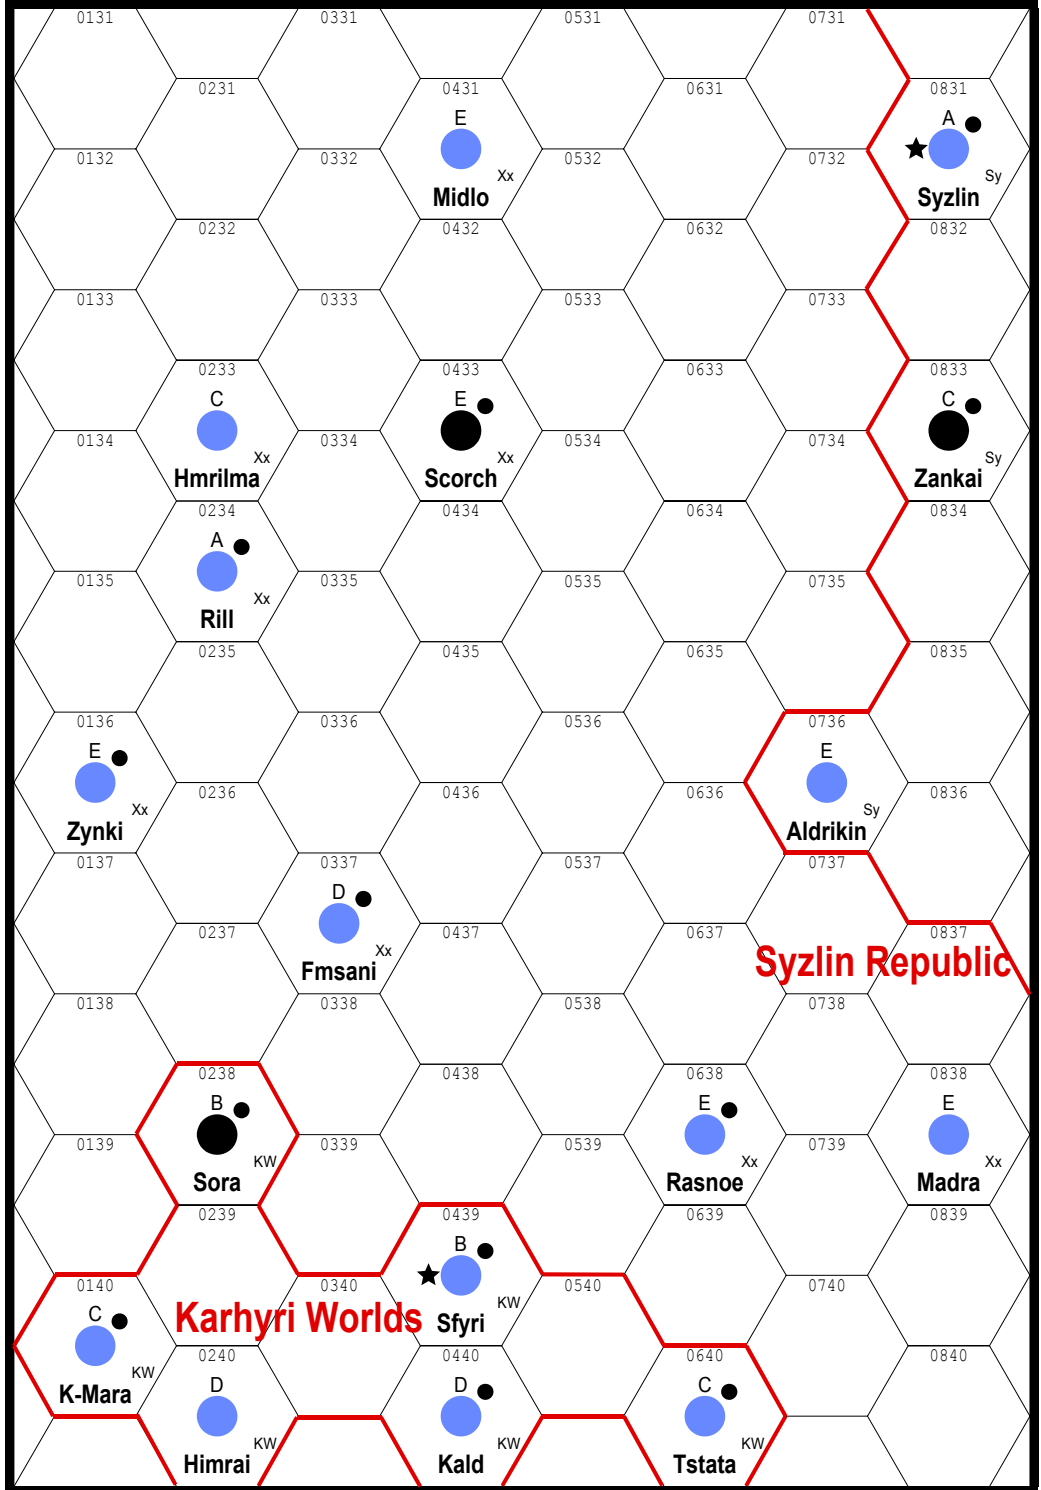 0131 0331 0531 0731
0231 0431 0631 0831
E A
Xx Sy
Midlo Syzlin
0132 0332 0532 0732
0232 0432 0632 0832
0133 0333 0533 0733
0233 0433 0633 0833
C E C
Xx Xx Sy
Hmrilma Scorch Zankai
0134 0334 0534 0734
0234 0434 0634 0834
A
Xx
Rill
0135 0335 0535 0735
0235 0435 0635 0835
0136 0336 0536 0736
E E
Xx Sy
Zynki Aldrikin
0236 0436 0636 0836
0137 0337 0537 0737
D
Xx
Fmsani
0237 0437 0637 0837
Syzlin Republic
0138 0338 0538 0738
0238 0438 0638 0838
B E E
KW Xx Xx
Sora Rasnoe Madra
0139 0339 0539 0739
0239 0439 0639 0839
B
KW
Sfyri
0140 0340 0540 0740
C
KW
K-Mara
Karhyri Worlds
0240 0440 0640 0840
D D C
KW KW KW
Himrai Kald Tstata